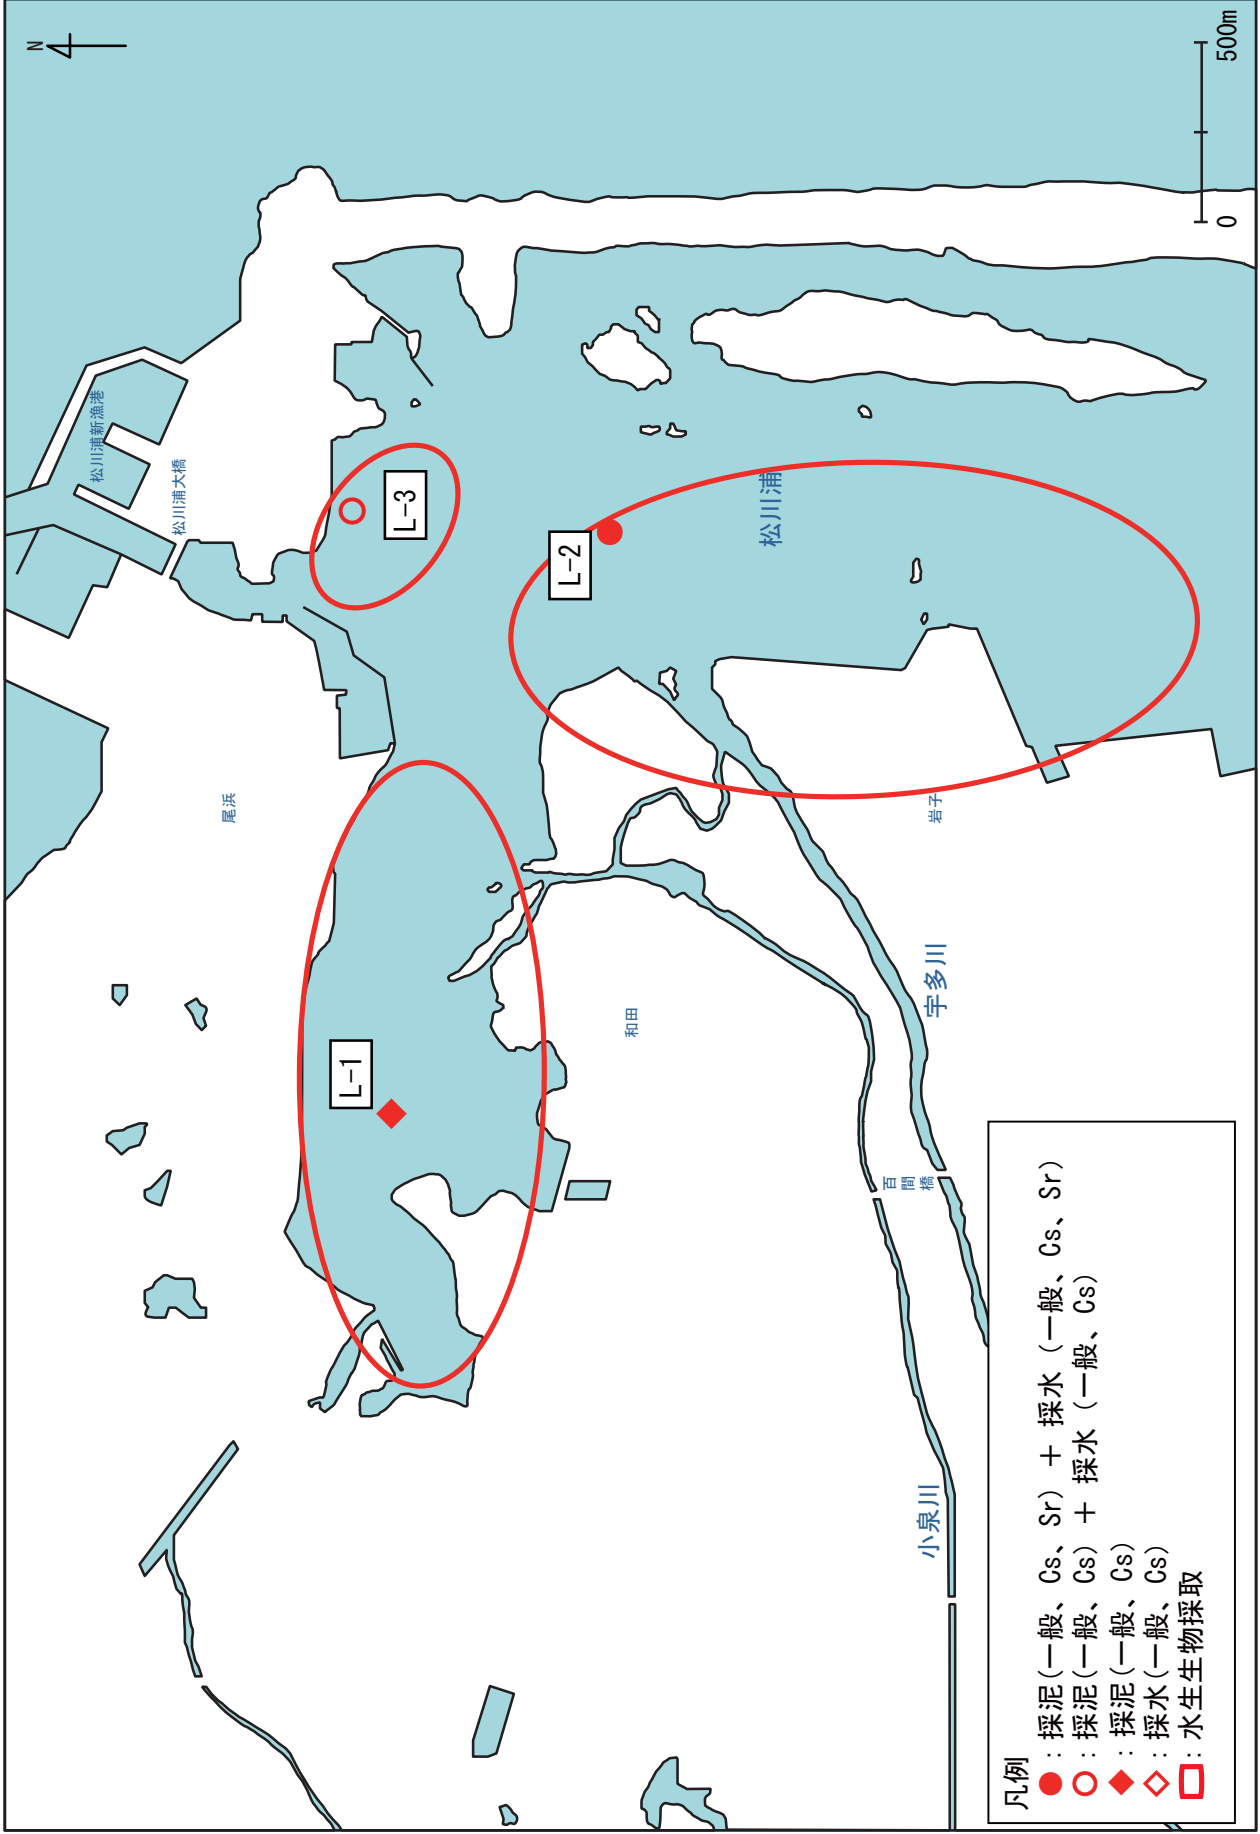 N
松川浦新漁港
松川浦大橋
尾浜
L-1
L-3
L-2
松川浦
和田
岩子
宇多川
百間橋
小泉川
0
500m
凡例
: 採泥(一般、Cs、Sr) + 採水(一般、Cs、Sr)
: 採泥(一般、Cs) + 採水(一般、Cs)
: 採泥(一般、Cs)
: 採水(一般、Cs)
: 水生生物採取